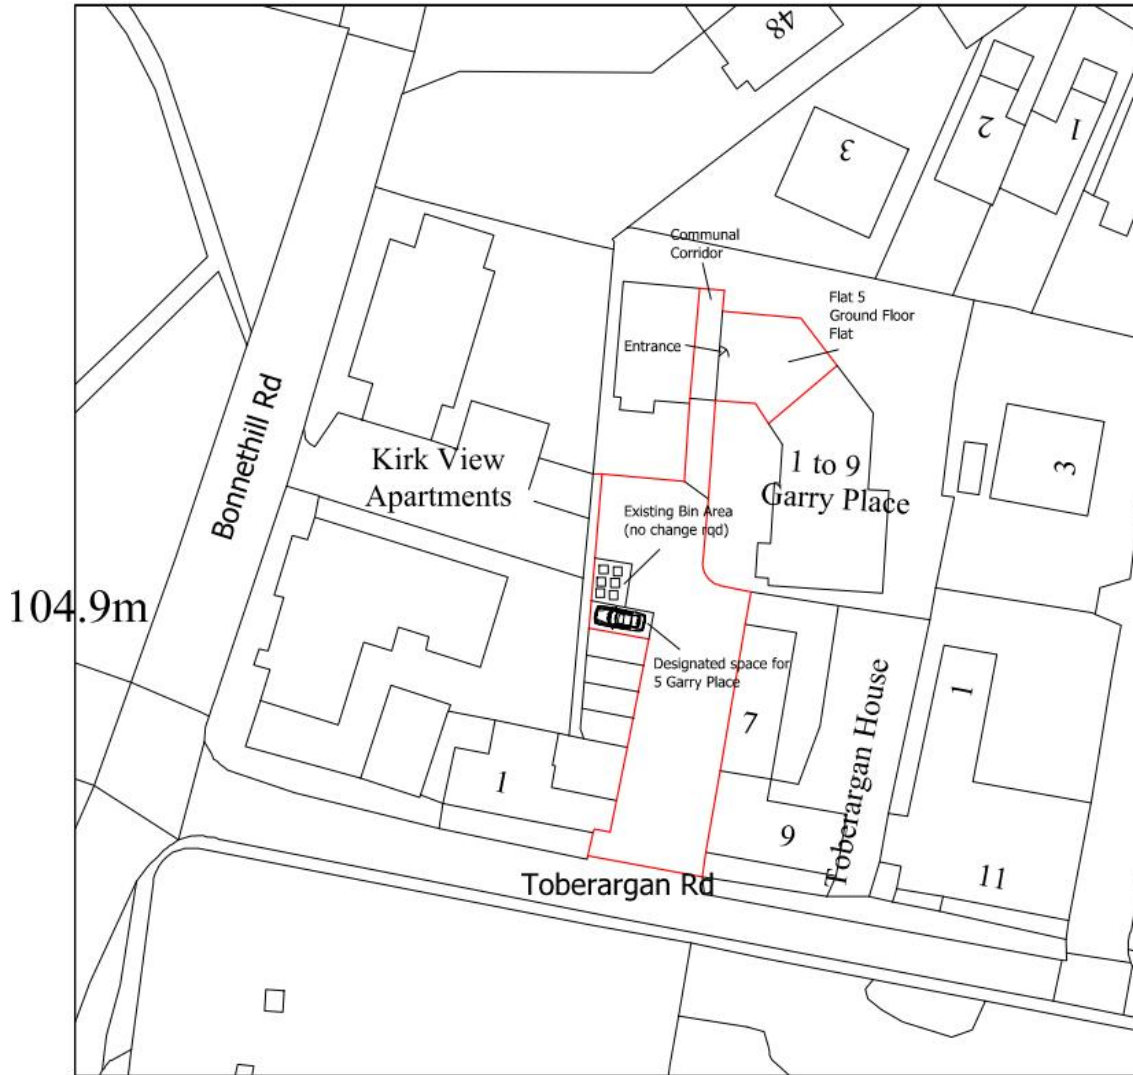 48
3
2
1
Communal
Corridor
Flat 5
Ground Floor
Flat
Entrance
Bonnethill Rd
Kirk View
Apartments
1 to 9
Garry Place
3
Existing Bin Area
(no change rqd)
104.9m
Designated space for
5 Garry Place
7
Toberargan House
1
1
9
11
Toberargan Rd